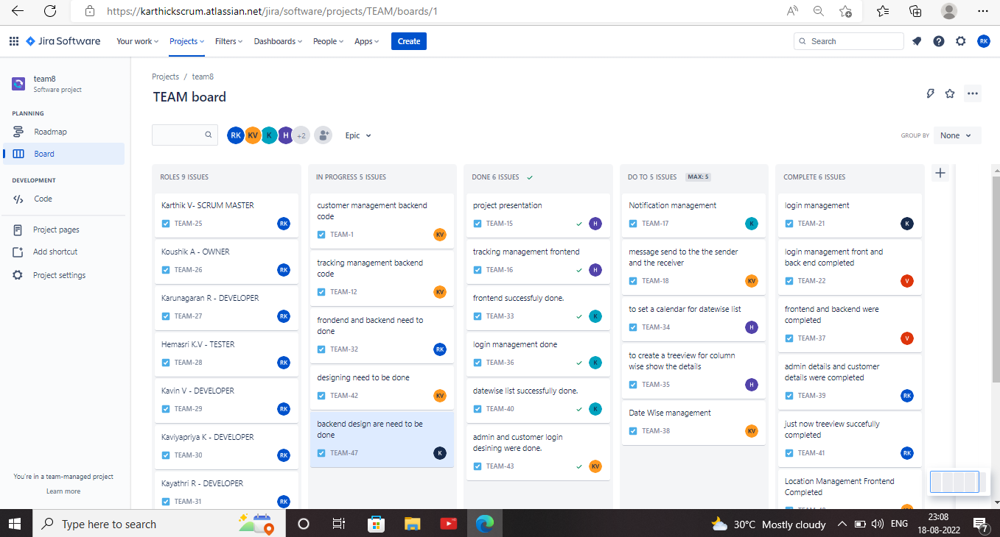 https://karthickscrum.atlassian.net/jira/software/projects/TEAM/boards/1
Jira Software
Your work
Projects
Filters
Dashboards
People
Apps
Create
Search
RK
team8
Software project
PLANNING
Roadmap
Board
DEVELOPMENT
Code
Project pages
Add shortcut
Project settings
You're in a team-managed project
Learn more
Projects / team8
TEAM board
RK KV K H +2
Epic
GROUP BY None
ROLES 9 ISSUES
Karthik V- SCRUM MASTER
TEAM-25 RK
Koushik A - OWNER
TEAM-26 RK
Karunagaran R - DEVELOPER
TEAM-27 RK
Hemasri K.V - TESTER
TEAM-28 RK
Kavin V - DEVELOPER
TEAM-29 RK
Kaviyapriya K - DEVELOPER
TEAM-30 RK
Kayathri R - DEVELOPER
TEAM-31 RK
IN PROGRESS 5 ISSUES
customer management backend
code
TEAM-1 KV
tracking management backend
code
TEAM-12 KV
frondend and backend need to
done
TEAM-32 RK
designing need to be done
TEAM-42 KV
backend design are need to be
done
TEAM-47 K
DONE 6 ISSUES
project presentation
TEAM-15 H
tracking management frontend
TEAM-16 H
frontend successfuly done.
TEAM-33 K
login management done
TEAM-36 K
datewise list successfully done.
TEAM-40 K
admin and customer login
desining were done.
TEAM-43 KV
DO TO 5 ISSUES MAX: 5
Notification management
TEAM-17 K
message send to the the sender
and the receiver
TEAM-18 KV
to set a calendar for datewise list
TEAM-34 H
to create a treeview for column
wise show the details
TEAM-35 H
Date Wise management
TEAM-38 KV
COMPLETE 6 ISSUES
login management
TEAM-21 K
login management front and
back end completed
TEAM-22 V
frontend and backend were
completed
TEAM-37 V
admin details and customer
details were completed
TEAM-39 RK
just now treeview succefully
completed
TEAM-41 RK
Location Management Frontend
Completed
Type here to search
30°C Mostly cloudy
ENG
23:08
18-08-2022
7